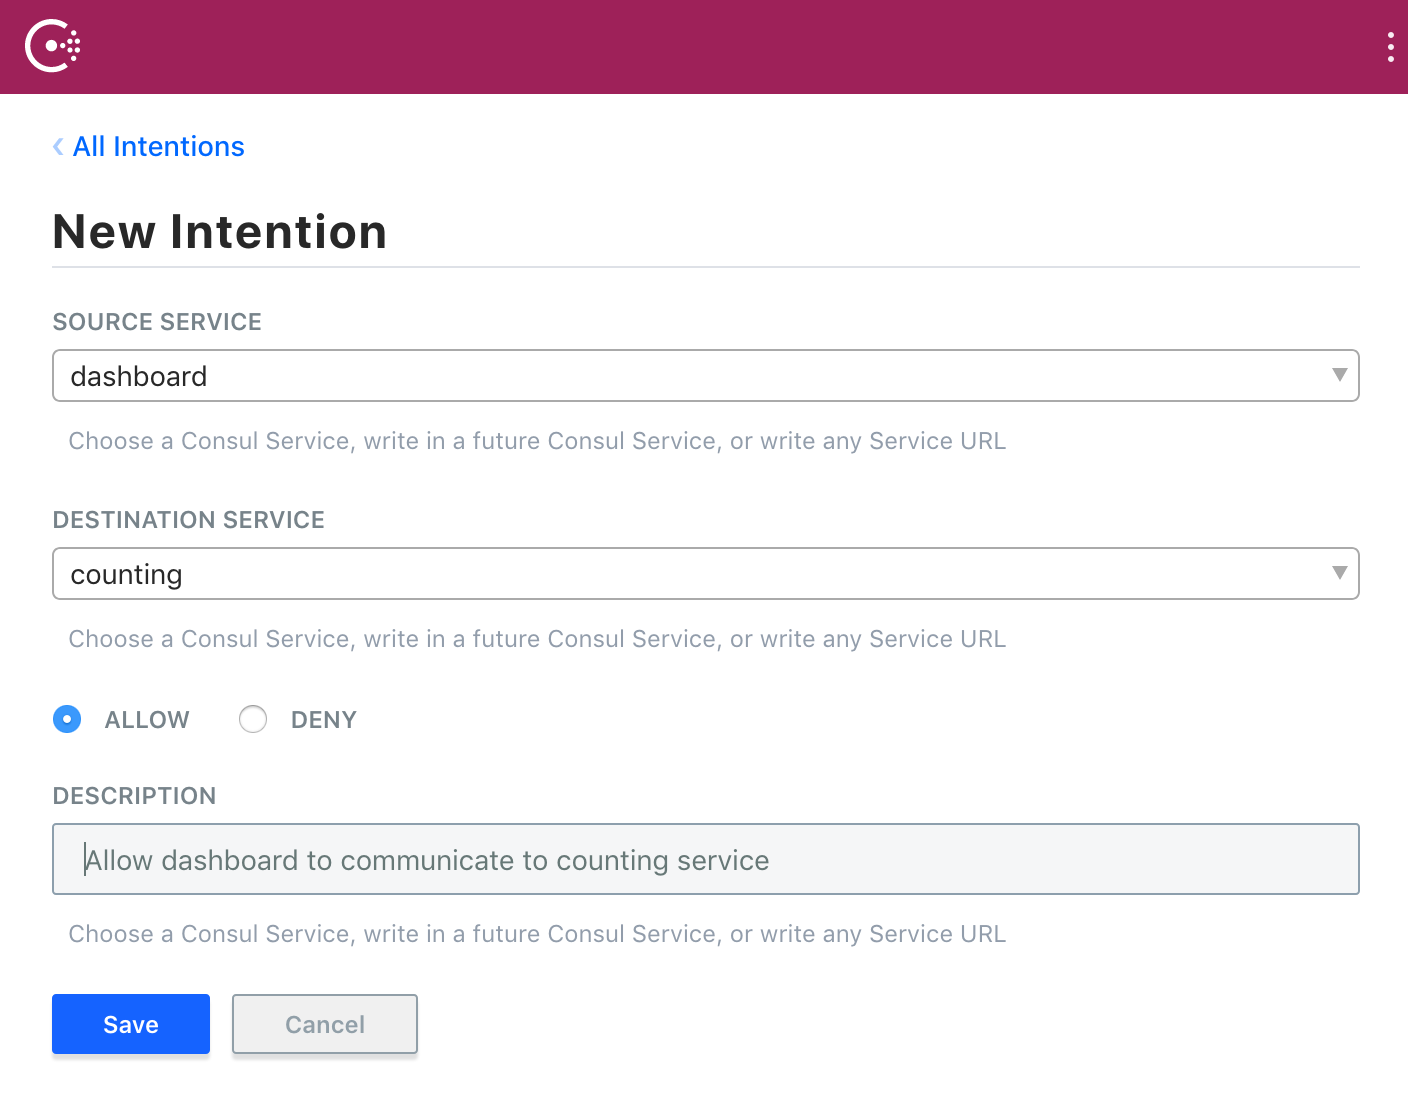 All Intentions
New Intention
SOURCE SERVICE
dashboard
Choose a Consul Service, write in a future Consul Service, or write any Service URL
DESTINATION SERVICE
counting
Choose a Consul Service, write in a future Consul Service, or write any Service URL
ALLOW DENY
DESCRIPTION
Allow dashboard to communicate to counting service
Choose a Consul Service, write in a future Consul Service, or write any Service URL
Save Cancel